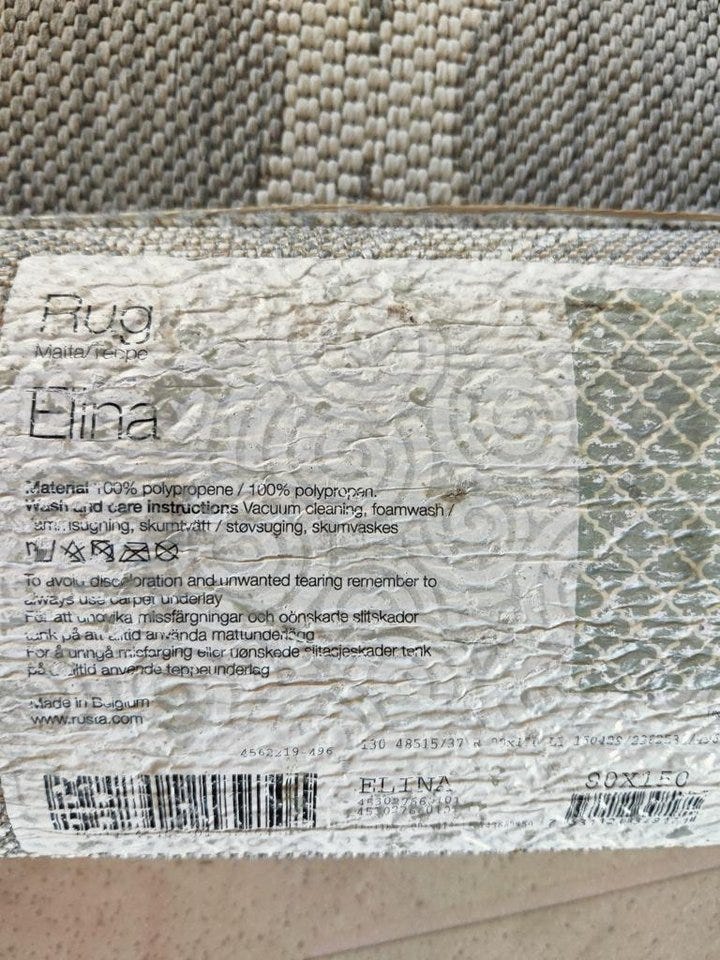 Rug
Matta/Teppe
Elina
Material 100% polypropene / 100% polypropen.
Wash and care instructions Vacuum cleaning, foamwash /
skumtvätt / støvsuging, skumvaskes
To avoid discoloration and unwanted tearing remember to
always use carpet underlay
För att undvika missfärgningar och oönskade slitskador
tänk på att alltid använda mattunderlägg
For å unngå misfarging eller uønskede slitasjeskader tenk
på å alltid anvende teppeunderlag
Made in Belgium
www.rusta.com
130 48515/37
ELINA
80X150